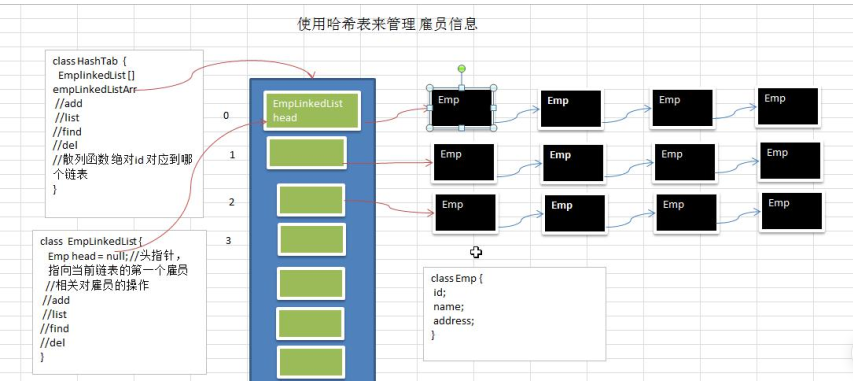 使用哈希表来管理 雇员信息
class HashTab {
EmplinkedList []
empLinkedListArr
//add
//list
//find
//del
//散列函数 绝对id 对应到哪
个链表
}
EmpLinkedList
head
0
1
2
3
Emp
Emp
Emp
Emp
Emp
Emp
Emp
Emp
Emp
Emp
Emp
Emp
class EmpLinkedList {
Emp head = null; //头指针，
指向当前链表的第一个雇员
//相关对雇员的操作
//add
//list
//find
//del
}
class Emp {
id;
name;
address;
}